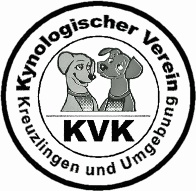 Kynologischer Verein
KVK
Kreuzlingen und Umgebung